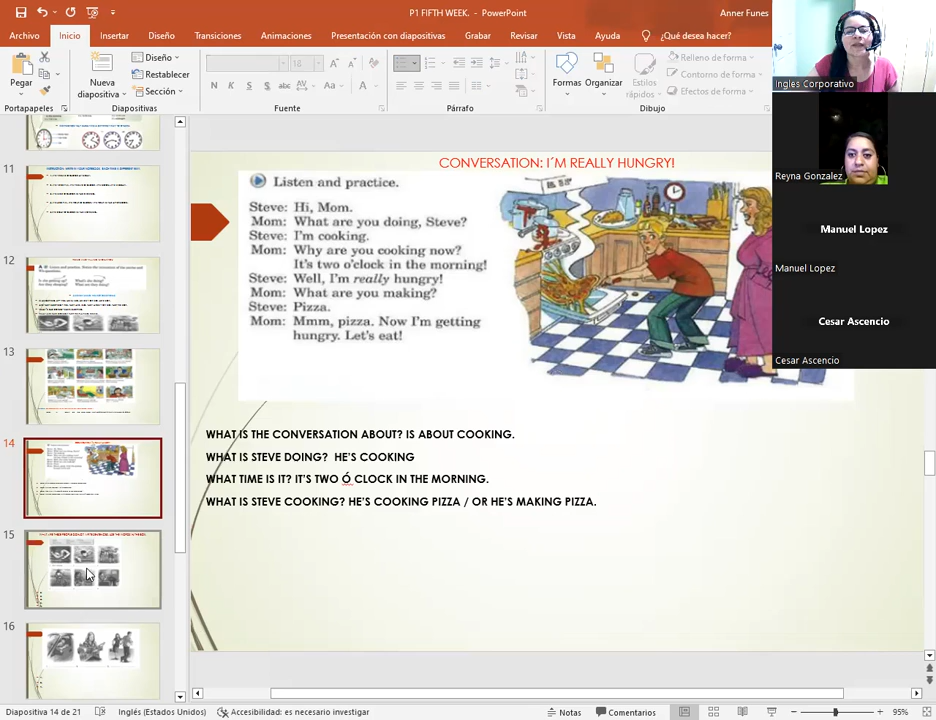 P1 FIFTH WEEK. - PowerPoint
Anner Funes
Archivo Inicio Insertar Diseño Transiciones Animaciones Presentación con diapositivas Grabar Revisar Vista Ayuda ¿Qué desea hacer?
Pegar
Nueva diapositiva
Diseño
Restablecer
Sección
18
N K S S abc AV Aa A
Formas
Organizar
Estilos rápidos
Relleno de forma
Contorno de forma
Efectos de forma
Portapapeles Diapositivas Fuente Párrafo Dibujo
Inglés Corporativo
Reyna Gonzalez
Manuel Lopez
Manuel Lopez
Cesar Ascencio
Cesar Ascencio
11
12
13
14
15
16
CONVERSATION: I´M REALLY HUNGRY!
Listen and practice.
Steve: Hi, Mom.
Mom: What are you doing, Steve?
Steve: I'm cooking.
Mom: Why are you cooking now?
It's two o'clock in the morning!
Steve: Well, I'm really hungry!
Mom: What are you making?
Steve: Pizza.
Mom: Mmm, pizza. Now I'm getting
hungry. Let's eat!
WHAT IS THE CONVERSATION ABOUT? IS ABOUT COOKING.
WHAT IS STEVE DOING? HE'S COOKING
WHAT TIME IS IT? IT'S TWO Ó CLOCK IN THE MORNING.
WHAT IS STEVE COOKING? HE'S COOKING PIZZA / OR HE'S MAKING PIZZA.
Diapositiva 14 de 21 Inglés (Estados Unidos) Accesibilidad: es necesario investigar Notas Comentarios 95%